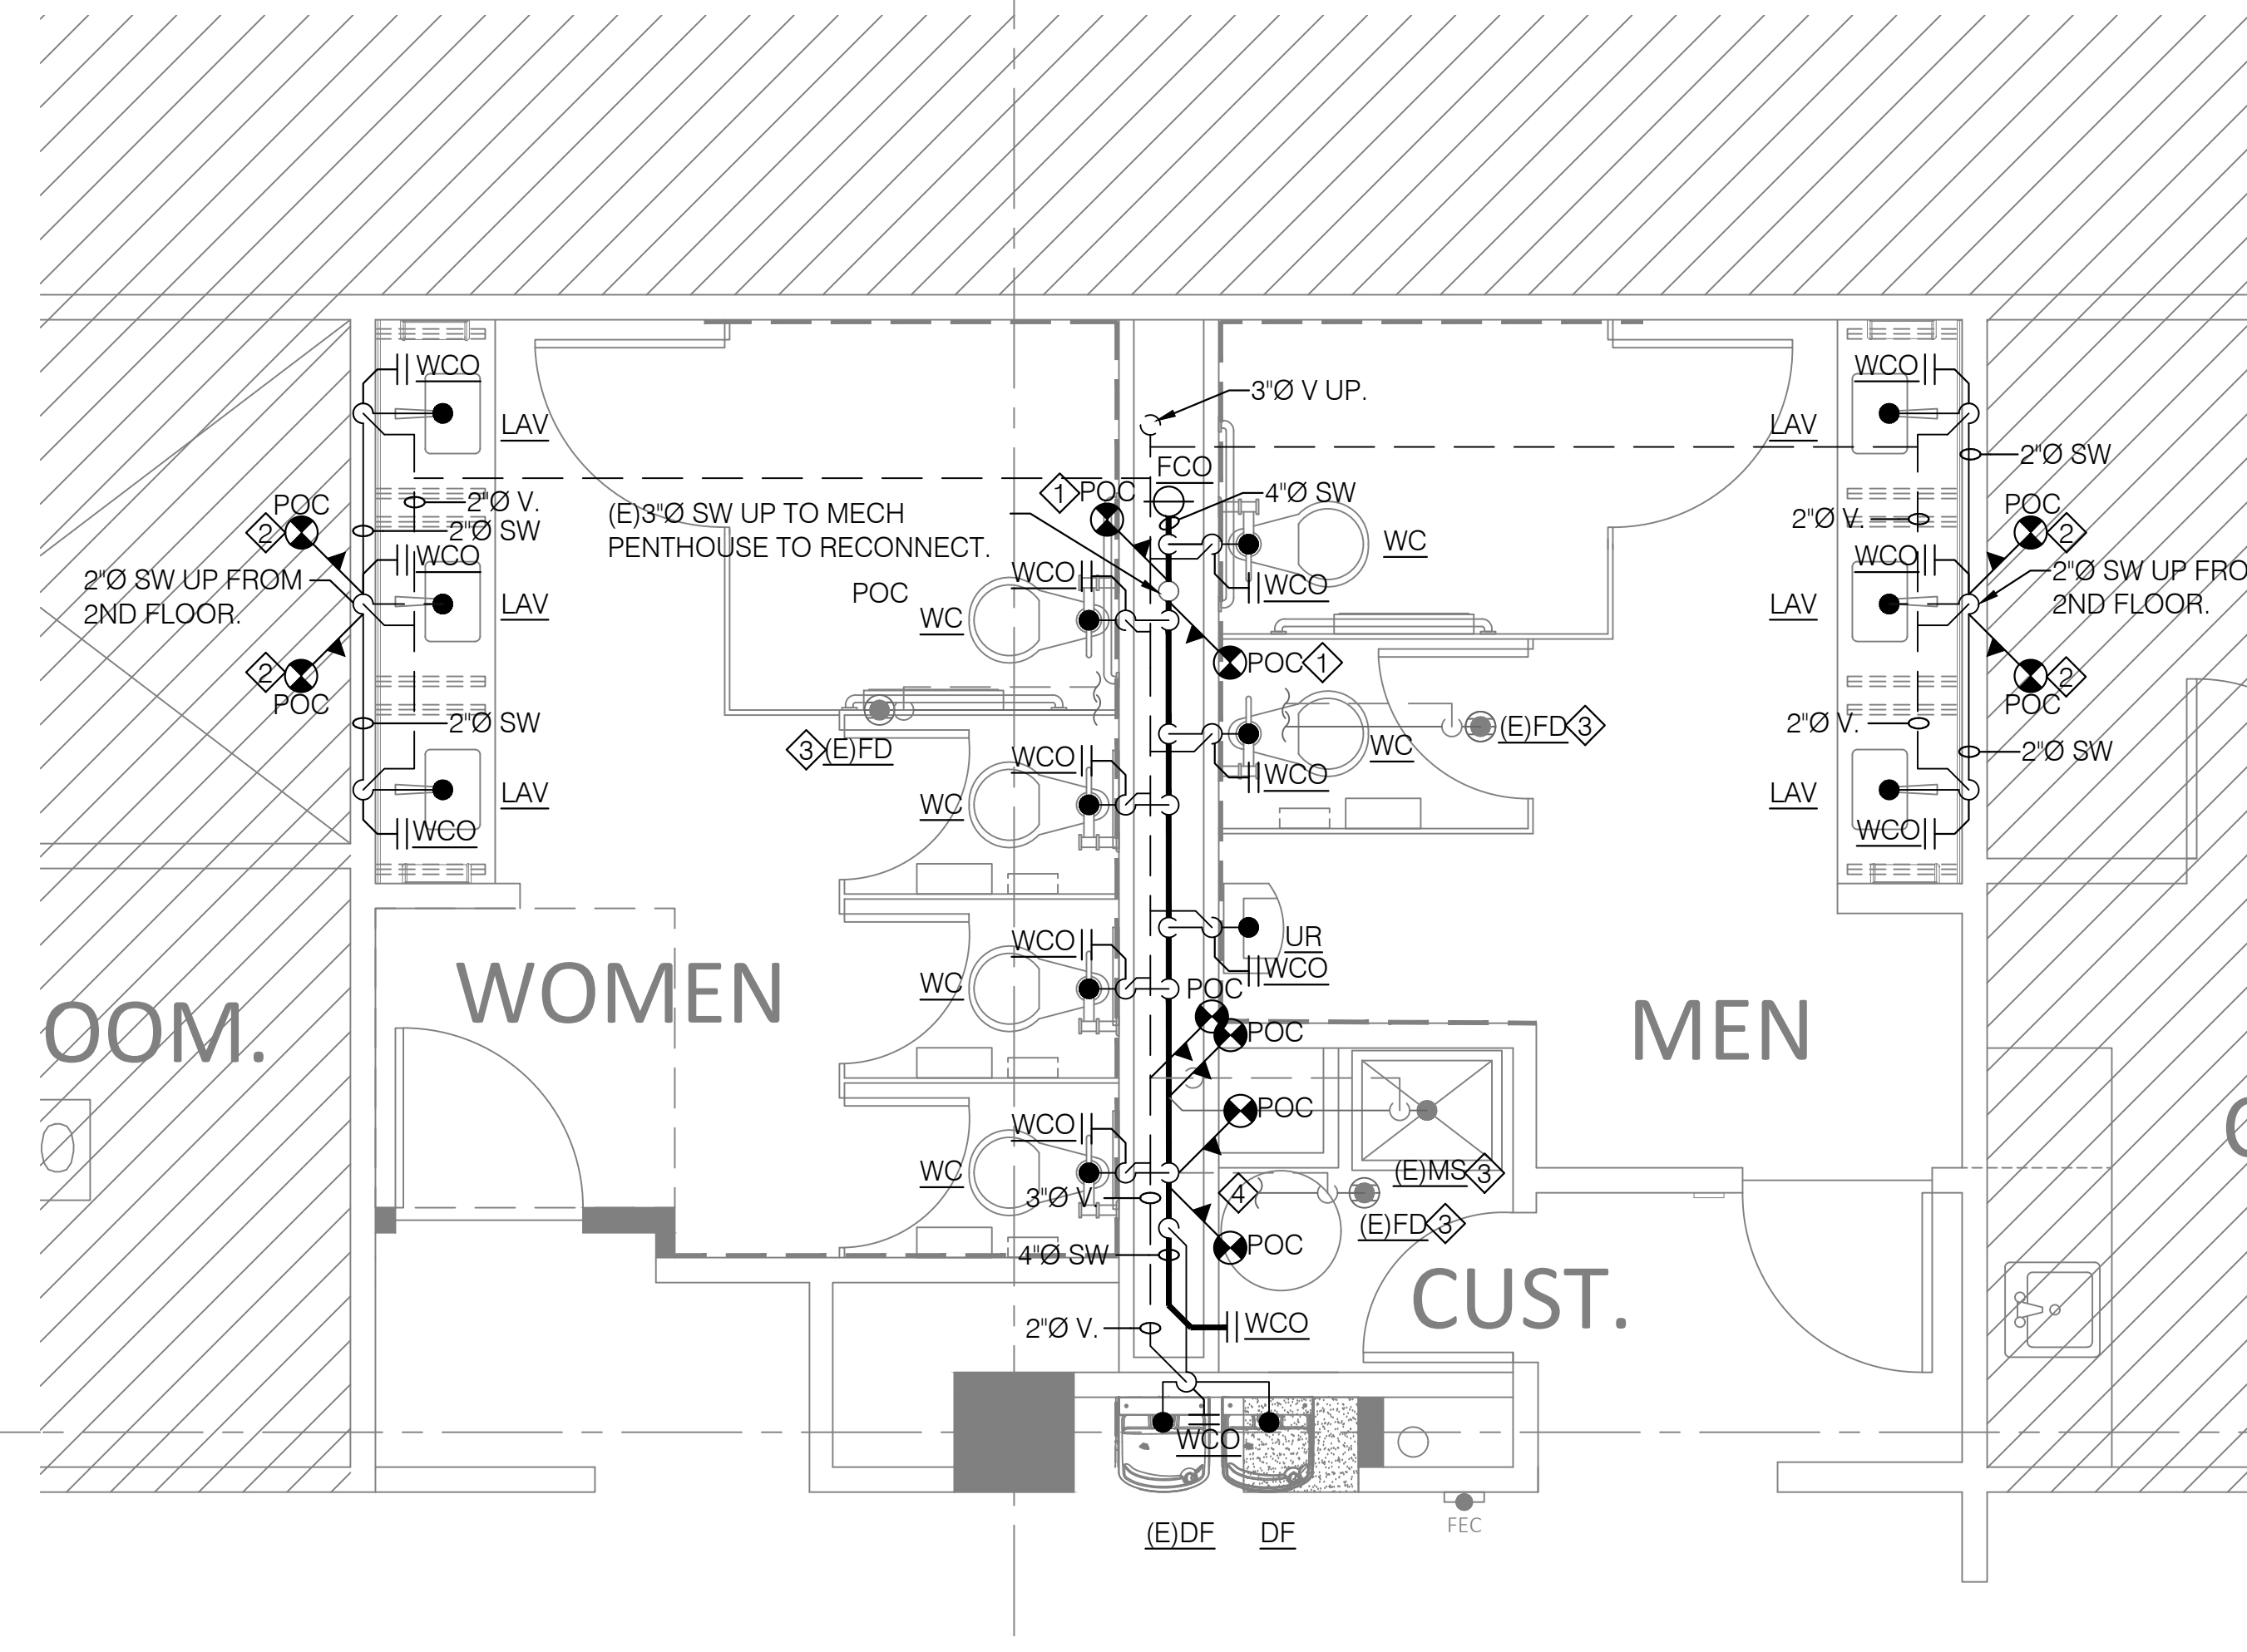 3"Ø V UP.
WCO
WCO
LAV
LAV
FCO
2"Ø SW
1
POC
4"Ø SW
2"Ø V.
POC
2
(E)3"Ø SW UP TO MECH
PENTHOUSE TO RECONNECT.
2"Ø SW
2"Ø V.
POC
2
WC
WCO
WCO
2"Ø SW UP FROM
2ND FLOOR.
WCO
WCO
2"Ø SW UP FRO
2ND FLOOR.
POC
LAV
WC
LAV
POC
1
2
POC
2
POC
2"Ø SW
3
(E)FD
WCO
WC
WCO
(E)FD
3
2"Ø V.
2"Ø SW
LAV
WC
LAV
WCO
WCO
WCO
UR
WCO
WOMEN
WC
POC
OOM.
POC
MEN
WCO
POC
WC
3"Ø V.
4
(E)MS
3
(E)FD
3
4"Ø SW
POC
CUST.
2"Ø V.
WCO
WCO
(E)DF
DF
FEC